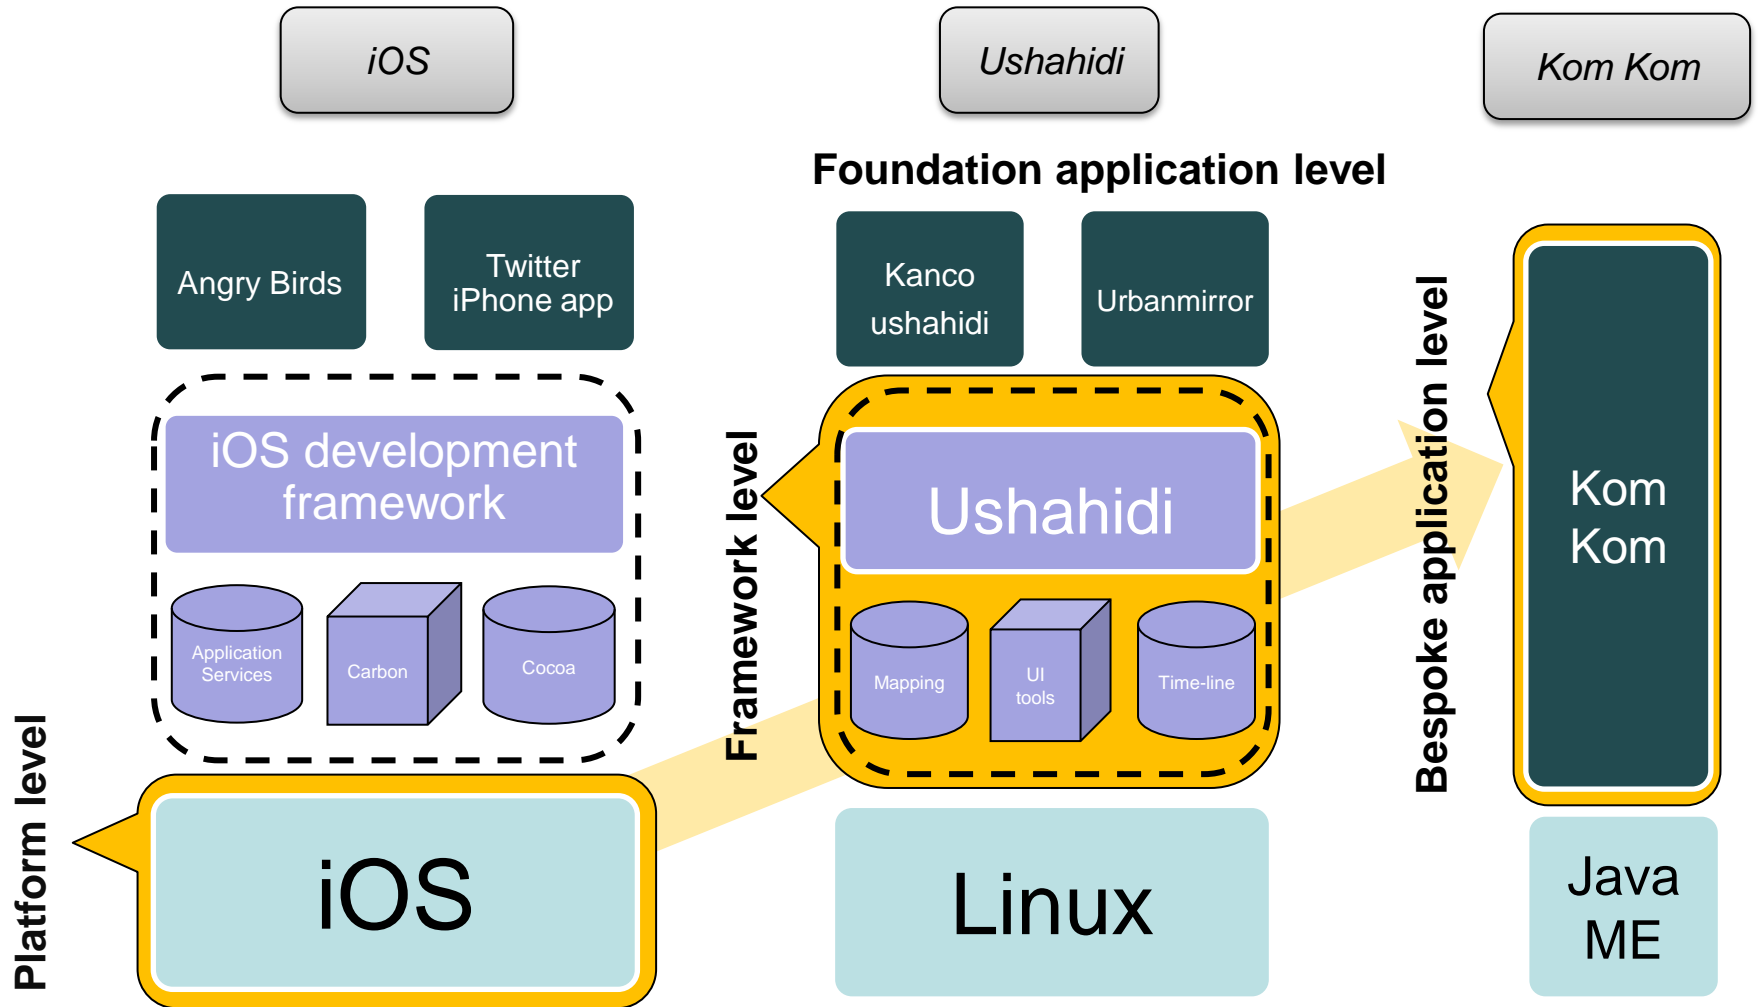 iOS
Ushahidi
Kom Kom
Foundation application level
Angry Birds
Twitter
iPhone app
Kanco
ushahidi
Urbanmirror
iOS development
framework
Application
Services
Carbon
Cocoa
Platform level
iOS
Framework level
Ushahidi
Mapping
UI
tools
Time-line
Linux
Bespoke application level
Kom
Kom
Java
ME